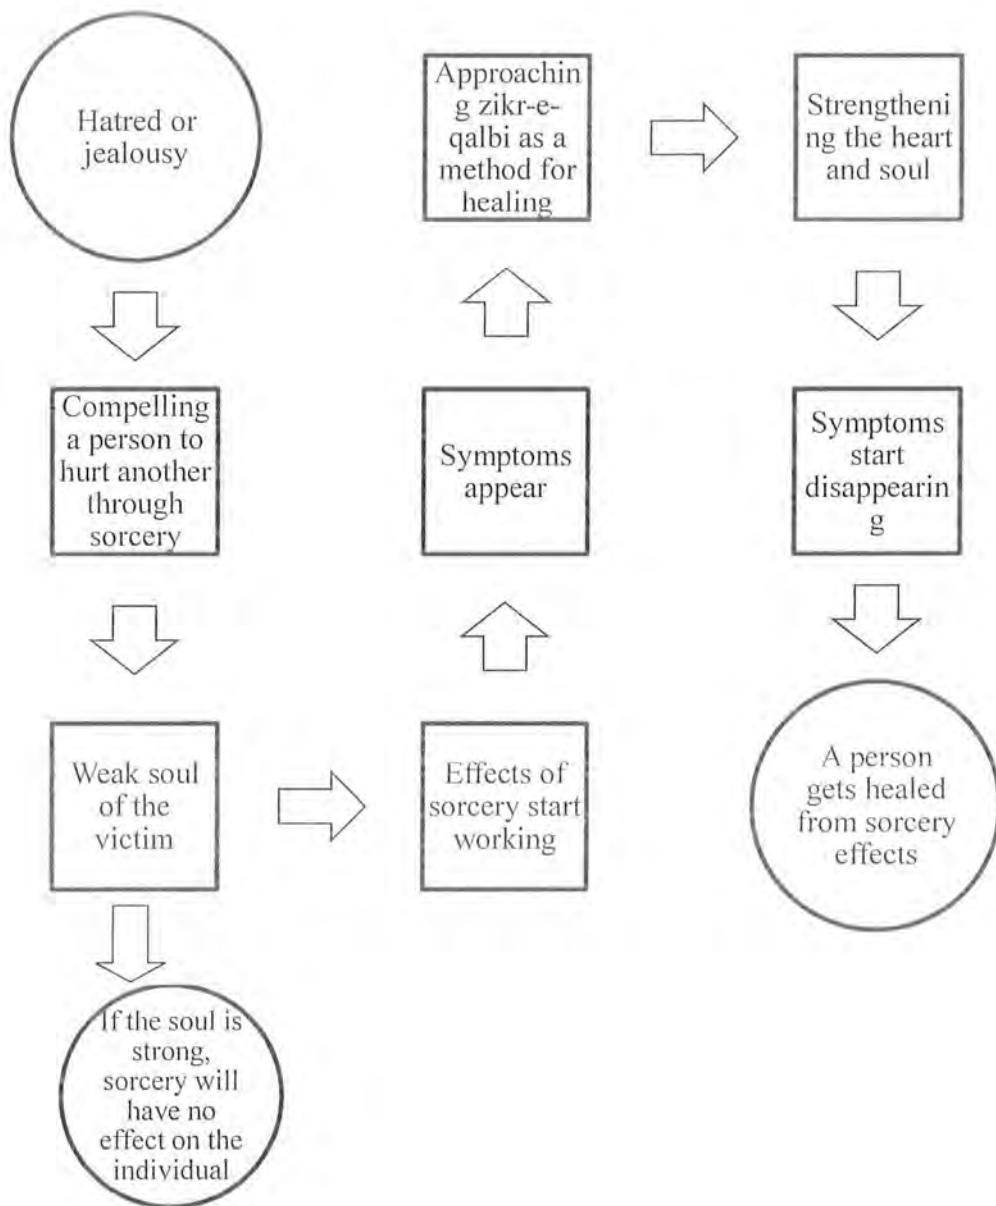 Hatred or
jealousy
Compelling
a person to
hurt another
through
sorcery
Weak soul
of the
victim
If the soul is
strong,
sorcery will
have no
effect on the
individual
Effects of
sorcery start
working
Symptoms
appear
Approachin
g zikr-e-
qalbi as a
method for
healing
Strengtheni
ng the heart
and soul
Symptoms
start
disappearin
g
A person
gets healed
from sorcery
effects